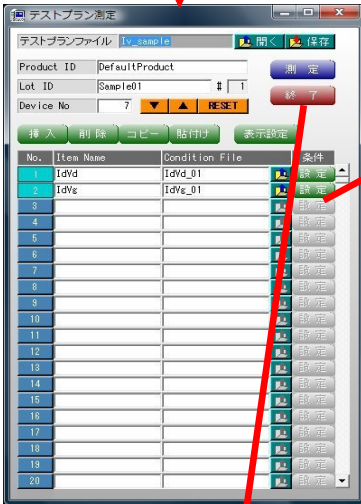 テストプラン測定
テストプランファイル Iv_sample 開く 保存
Product ID DefaultProduct 測 定
Lot ID Sample01 # 1
終 了
Device No 7 ▼ ▲ RESET
挿 入 削 除 コピー 貼付け 表示設定
No. Item Name Condition File 条件
1 IdVd IdVd_01 設 定
2 IdVg IdVg_01 設 定
3 設 定
4 設 定
5 設 定
6 設 定
7 設 定
8 設 定
9 設 定
10 設 定
11 設 定
12 設 定
13 設 定
14 設 定
15 設 定
16 設 定
17 設 定
18 設 定
19 設 定
20 設 定